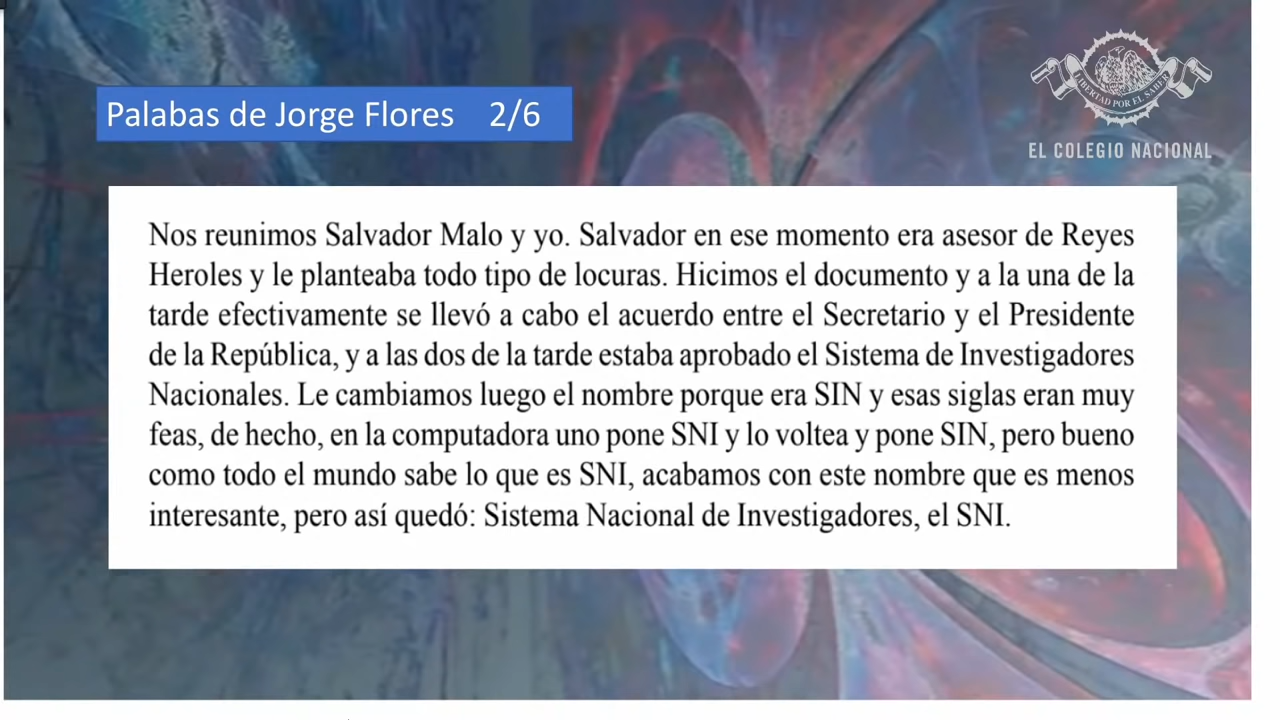 Palabas de Jorge Flores 2/6
LIBERTAD POR EL SABER
EL COLEGIO NACIONAL
Nos reunimos Salvador Malo y yo. Salvador en ese momento era asesor de Reyes
Heroles y le planteaba todo tipo de locuras. Hicimos el documento y a la una de la
tarde efectivamente se llevó a cabo el acuerdo entre el Secretario y el Presidente
de la República, y a las dos de la tarde estaba aprobado el Sistema de Investigadores
Nacionales. Le cambiamos luego el nombre porque era SIN y esas siglas eran muy
feas, de hecho, en la computadora uno pone SNI y lo voltea y pone SIN, pero bueno
como todo el mundo sabe lo que es SNI, acabamos con este nombre que es menos
interesante, pero así quedó: Sistema Nacional de Investigadores, el SNI.